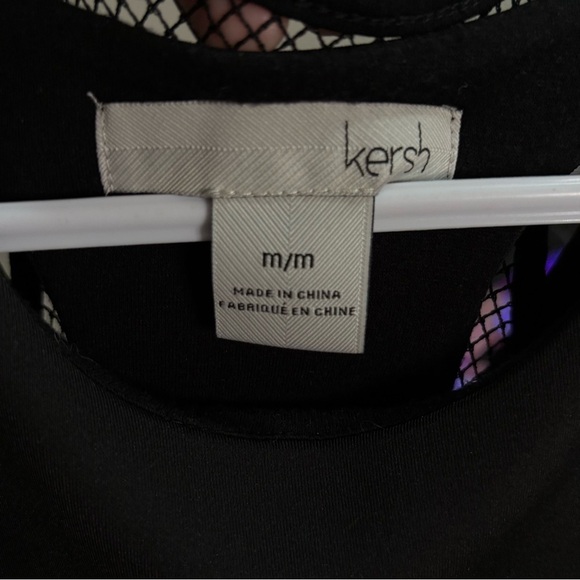 kersh
m/m
MADE IN CHINA
FABRIQUÉ EN CHINE